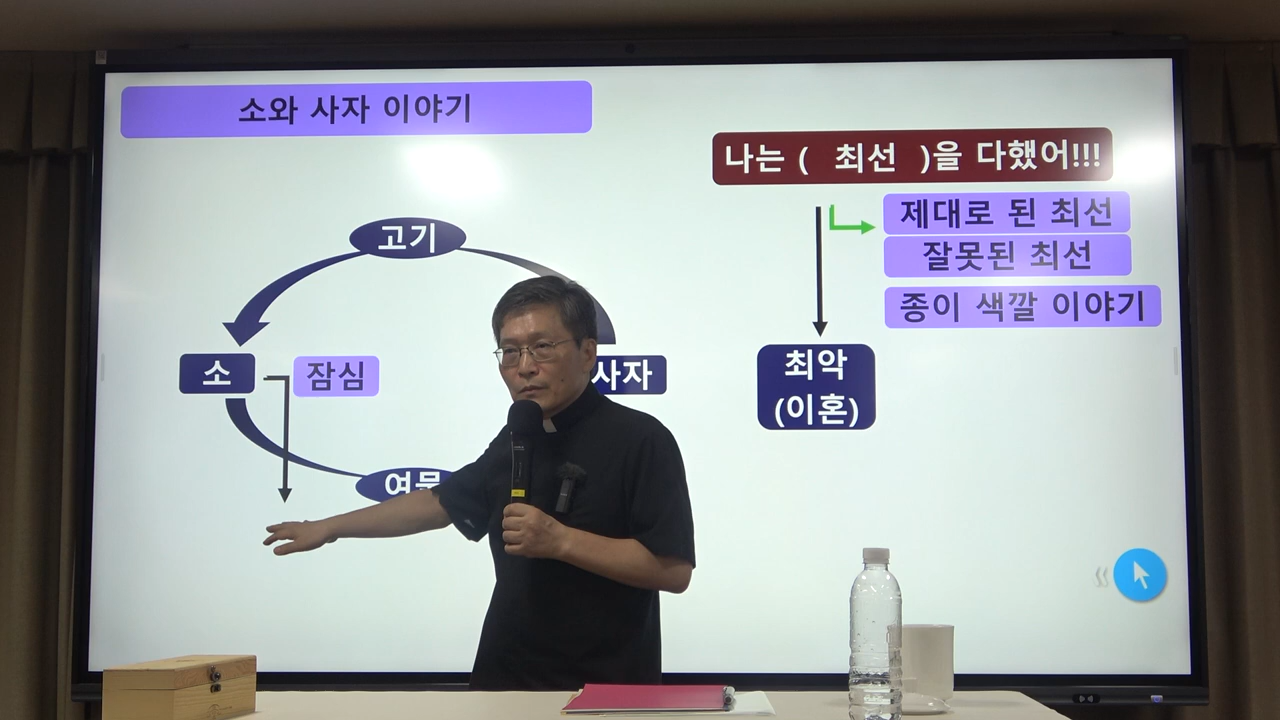 소와 사자 이야기
나는 ( 최선 )을 다했어!!!
제대로 된 최선
잘못된 최선
종이 색깔 이야기
고기
소
잠심
사자
최악
(이혼)